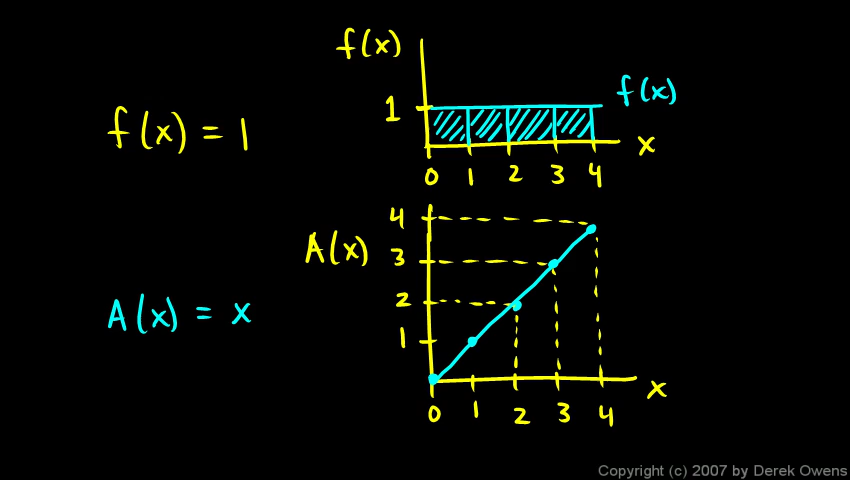 f(x)
f(x)
1
f(x) = 1
x
0 1 2 3 4
4
A(x) 3
2
A(x) = x
1
x
0 1 2 3 4
Copyright (c) 2007 by Derek Owens